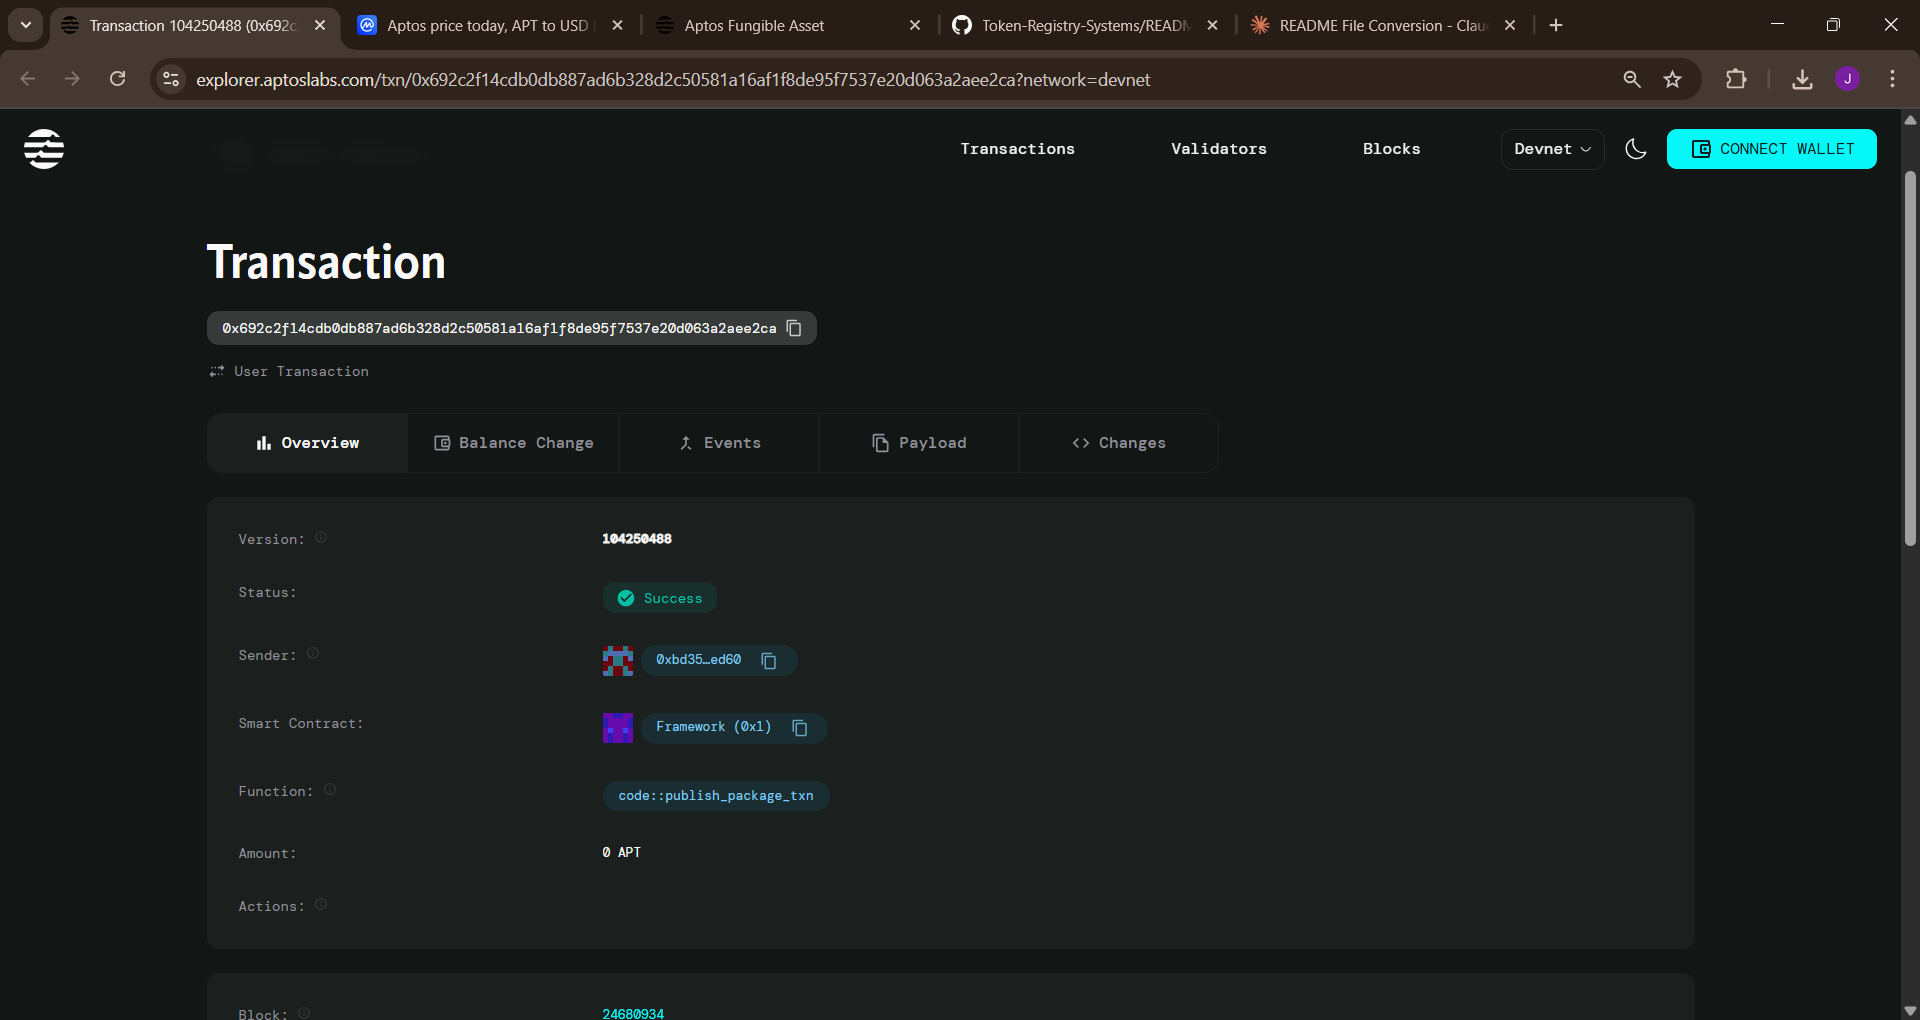 Transaction 104250488 (0x692c
Aptos price today, APT to USD
Aptos Fungible Asset
Token-Registry-Systems/READM
README File Conversion - Clau
explorer.aptoslabs.com/txn/0x692c2f14cdb0db887ad6b328d2c50581a16af1f8de95f7537e20d063a2aee2ca?network=devnet
J
Transactions
Validators
Blocks
Devnet
CONNECT WALLET
Transaction
0x692c2f14cdb0db887ad6b328d2c50581a16af1f8de95f7537e20d063a2aee2ca
User Transaction
Overview
Balance Change
Events
Payload
Changes
Version:
104250488
Status:
Success
Sender:
0xbd35…ed60
Smart Contract:
Framework (0x1)
Function:
code::publish_package_txn
Amount:
0 APT
Actions:
Block:
24680934